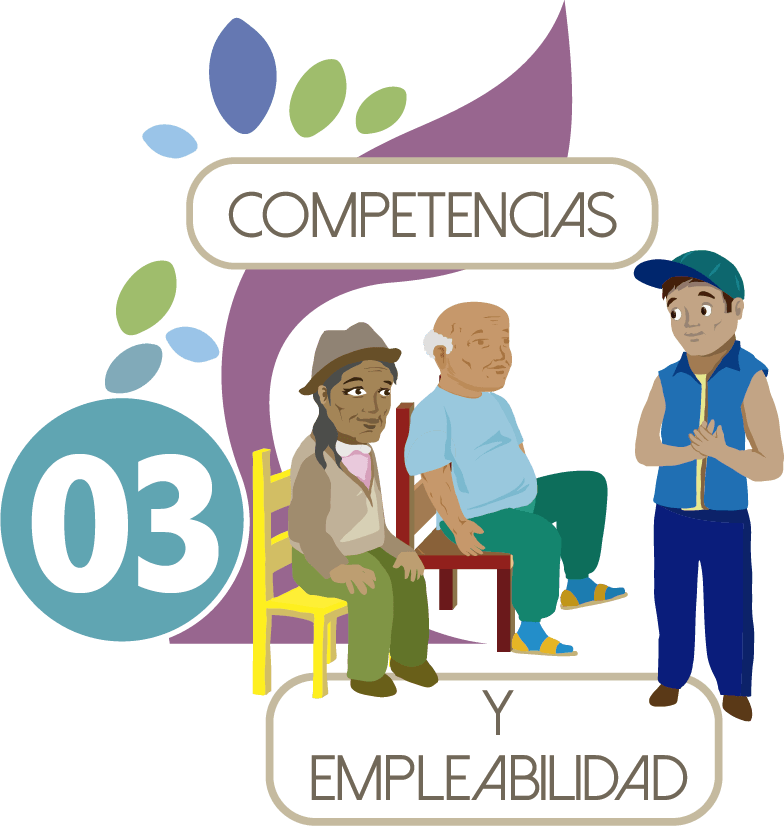 COMPETENCIAS
03
Y
EMPLEABILIDAD